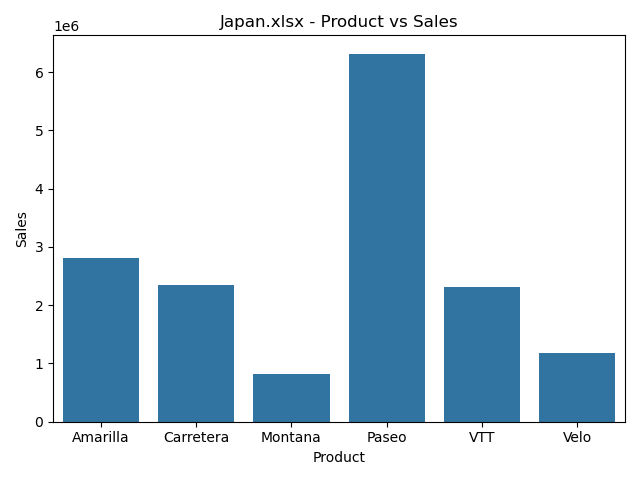 Japan.xlsx - Product vs Sales
1e6
6
5
4
3
2
1
0
Sales
Amarilla Carretera Montana Paseo VTT Velo
Product